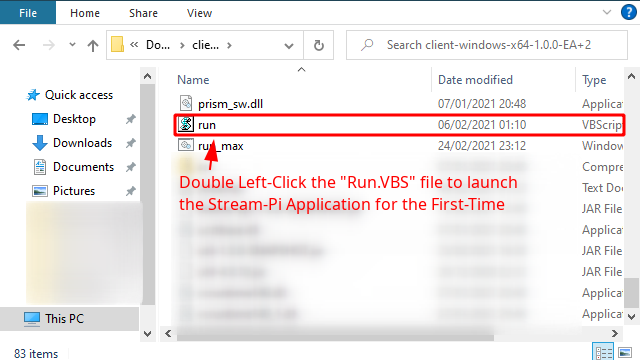 File Home Share View
Do... clie... Search client-windows-x64-1.0.0-EA+2
Name Date modified Type
Quick access
prism_sw.dll 07/01/2021 20:48 Applicat
Desktop
run 06/02/2021 01:10 VBScrip
Downloads
run_max 24/02/2021 23:12 Window
Documents
Compre
Pictures
Double Left-Click the "Run.VBS" file to launch
Text Do
the Stream-Pi Application for the First-Time
JAR File
JAR File
JAR File
JAR File
JAR File
This PC
JAR File
83 items